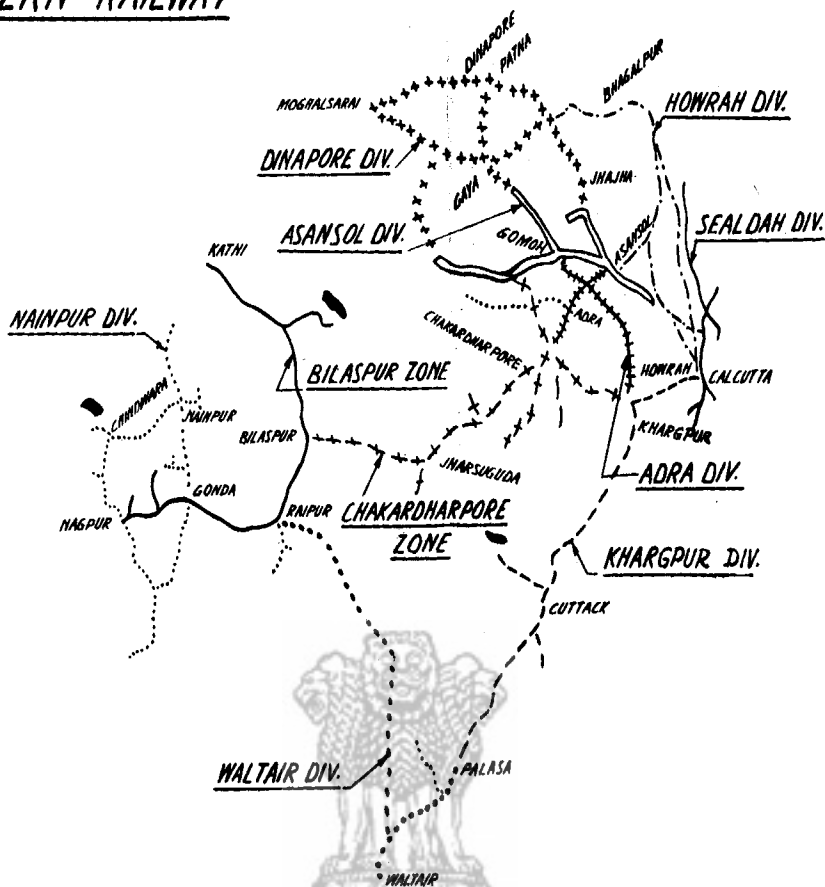 RAILWAY
DINAPORE
PATNA
BHAGALPUR
HOWRAH DIV.
MOGHALSARAI
DINAPORE DIV.
GAYA
JHAJHA
SEALDAH DIV.
ASANSOL DIV.
GOMOH
ASANSOL
KATHI
NAINPUR DIV.
CHAKARDHARPORE
ADRA
BILASPUR ZONE
HOWRAH
CALCUTTA
CHINDWARA
NAINPUR
BILASPUR
KHARGPUR
JHARSUGUDA
ADRA DIV.
GONDA
NAGPUR
RAIPUR
CHAKARDHARPORE
ZONE
KHARGPUR DIV.
CUTTACK
WALTAIR DIV.
PALASA
WALTAIR